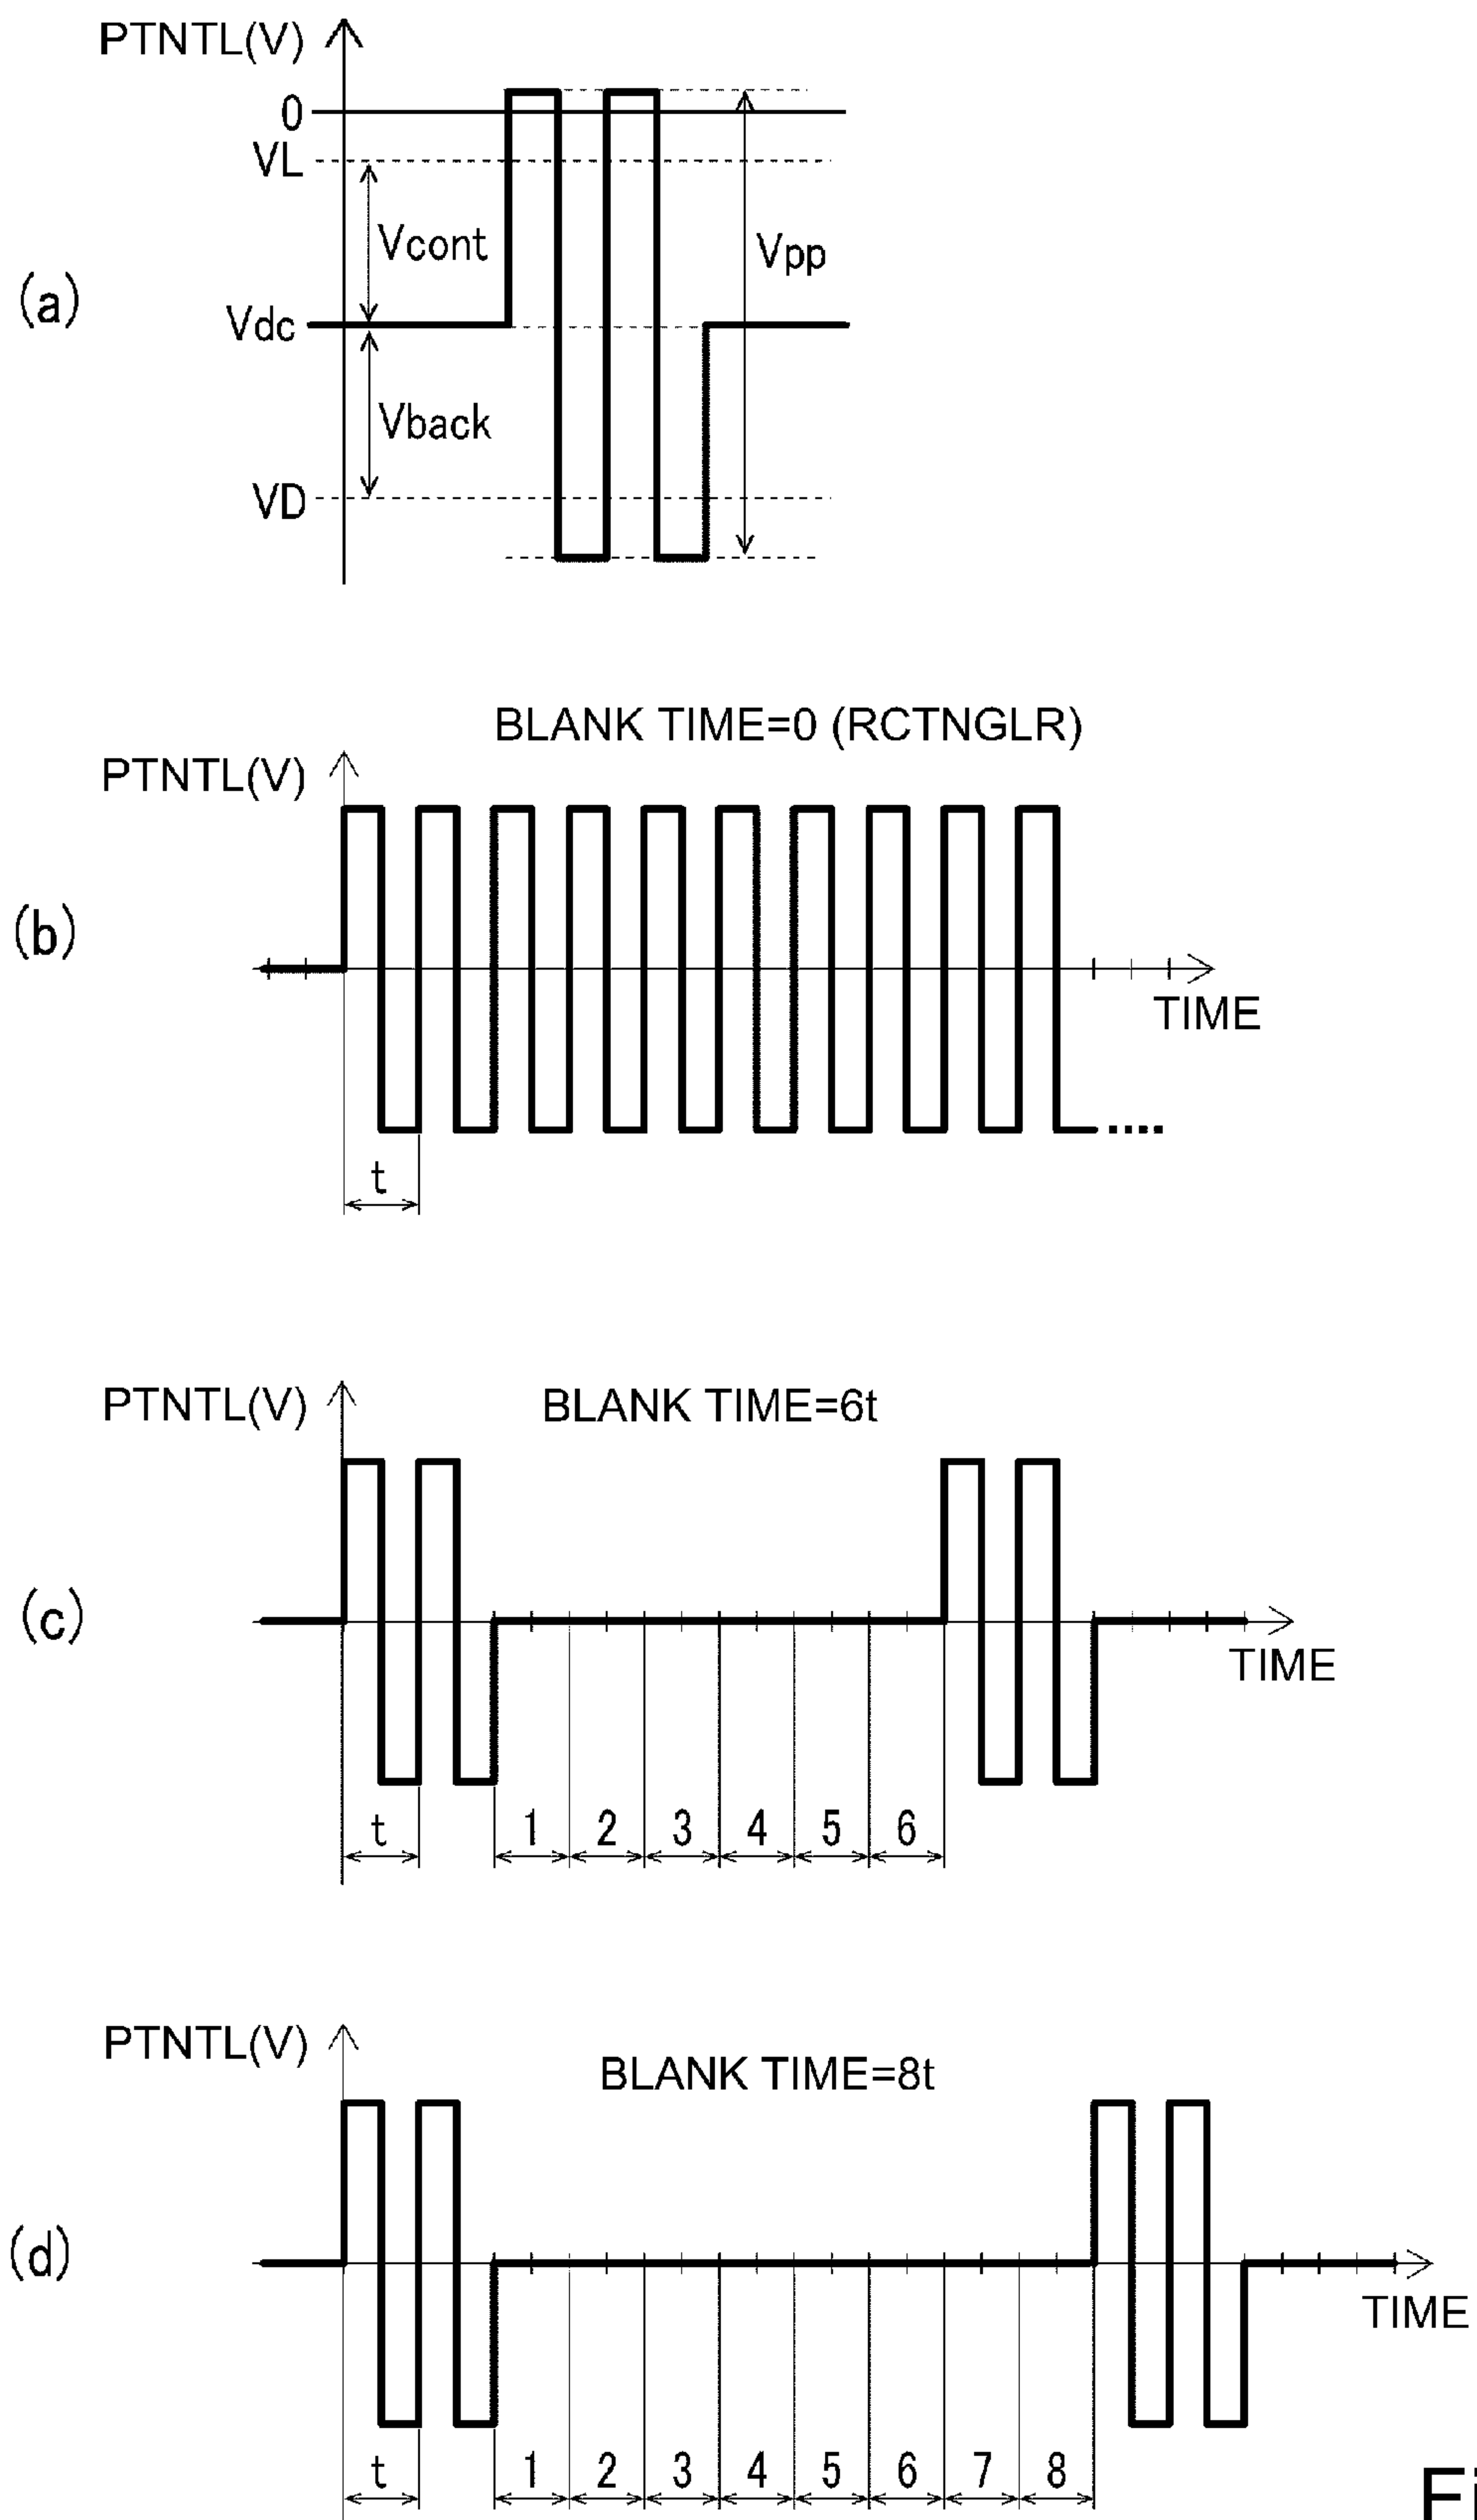 PTNTL(V)
0
VL
Vcont
Vpp
(a)
Vdc
Vback
VD
BLANK TIME=0 (RCTNGLR)
PTNTL(V)
(b)
TIME
t
PTNTL(V)
BLANK TIME=6t
(c)
TIME
t 1 2 3 4 5 6
PTNTL(V)
BLANK TIME=8t
(d)
TIME
t 1 2 3 4 5 6 7 8